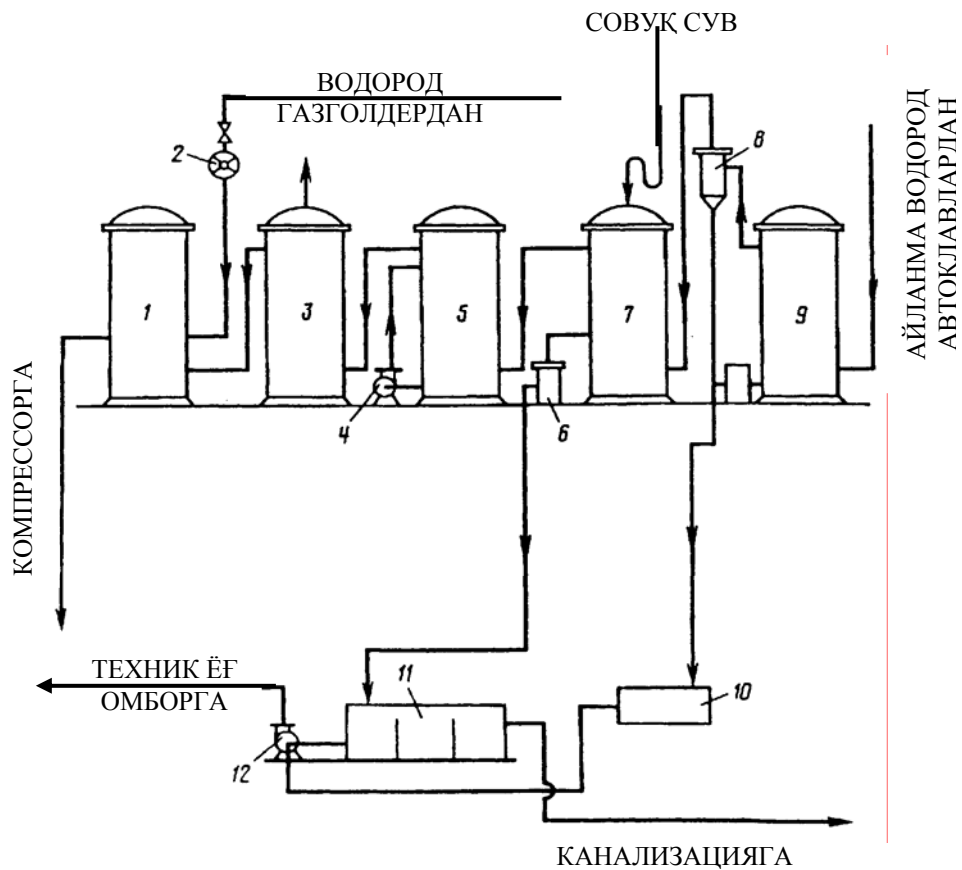 СОВУҚ СУВ
ВОДОРОД
ГАЗГОЛДЕРДАН
2
8
АЙЛАНМА ВОДОРОД
АВТОКЛАВЛАРДАН
1
3
5
7
9
4
6
КОМПРЕССОРГА
ТЕХНИК ЁҒ
ОМБОРГА
11
10
12
КАНАЛИЗАЦИЯГА